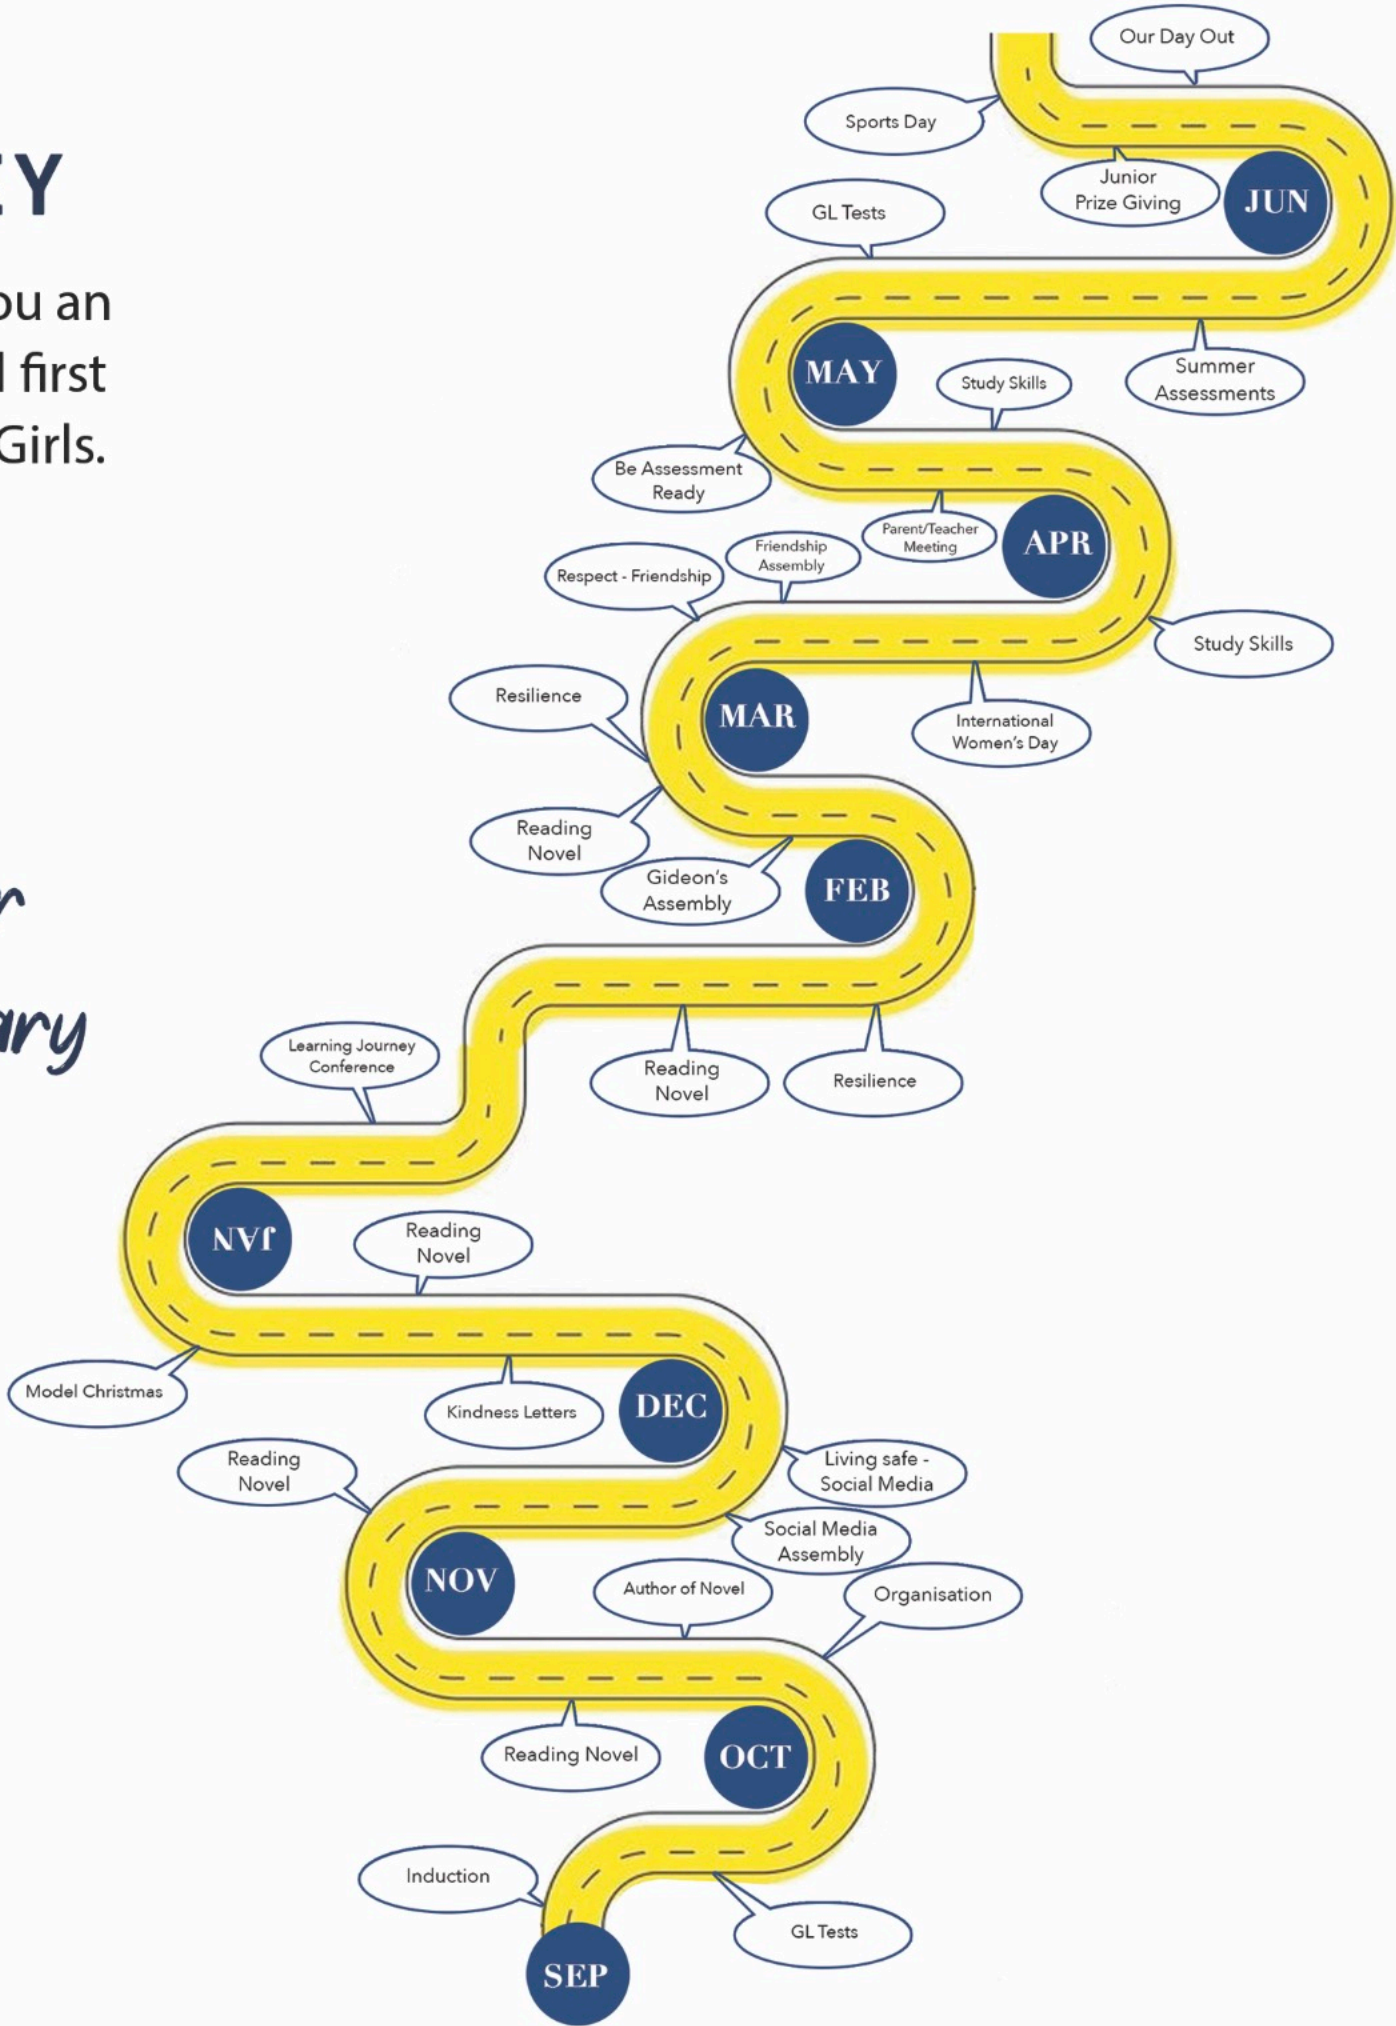 Our Day Out
Sports Day
Junior
Prize Giving
JUN
EY
GL Tests
ou an
l first
Girls.
MAY
Summer
Assessments
Study Skills
Be Assessment
Ready
Parent/Teacher
Meeting
APR
Friendship
Assembly
Respect - Friendship
Study Skills
Resilience
MAR
International
Women's Day
Reading
Novel
Gideon's
Assembly
FEB
r
ary
Learning Journey
Conference
Reading
Novel
Resilience
JAN
Reading
Novel
Model Christmas
Kindness Letters
DEC
Reading
Novel
Living safe -
Social Media
Social Media
Assembly
NOV
Author of Novel
Organisation
Reading Novel
OCT
Induction
GL Tests
SEP